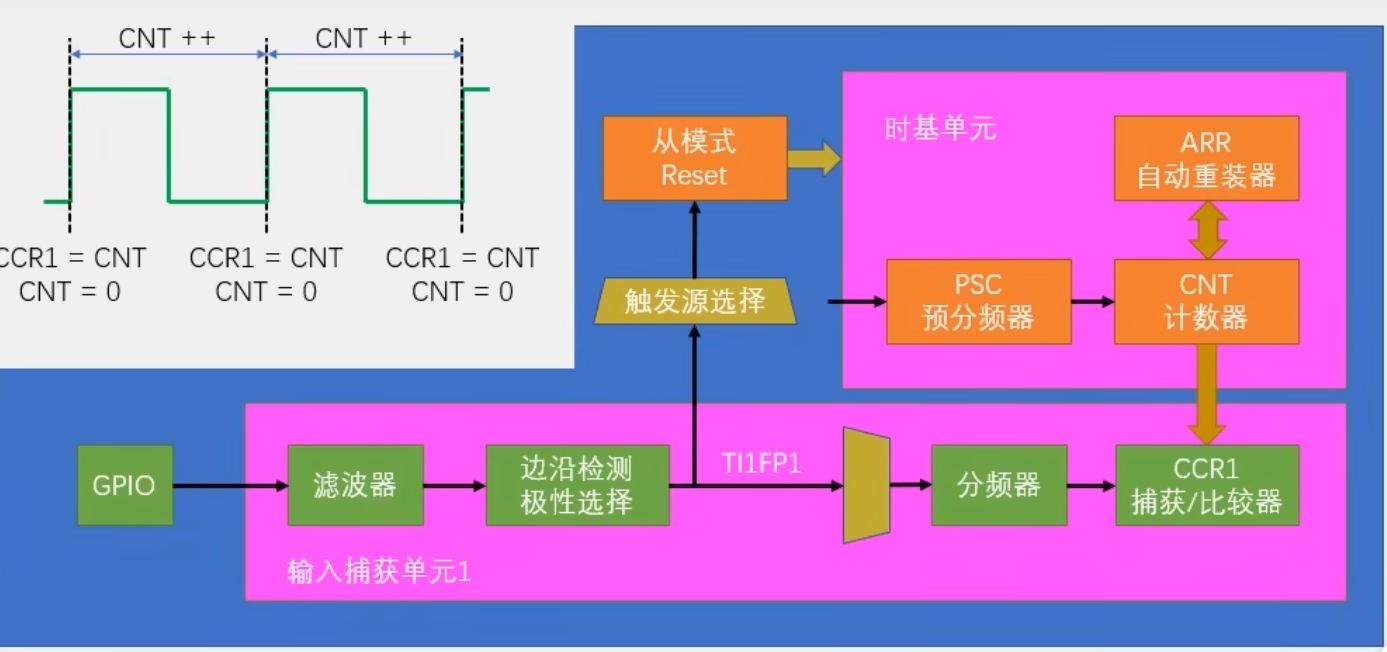 CNT ++
CNT ++
CCR1 = CNT
CNT = 0
CCR1 = CNT
CNT = 0
CCR1 = CNT
CNT = 0
从模式
Reset
时基单元
ARR
自动重装器
触发源选择
PSC
预分频器
CNT
计数器
GPIO
滤波器
边沿检测
极性选择
TI1FP1
分频器
CCR1
捕获/比较器
输入捕获单元1